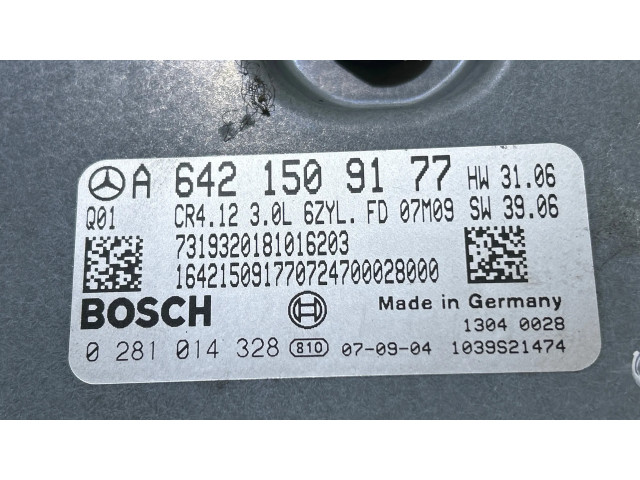 A 642 150 91 77 HW 31.06
Q01 CR4.12 3.0L 6ZYL. FD 07M09 SW 39.06
7319320181016203
164215091770724700028000
BOSCH Made in Germany
1304 0028
0 281 014 328 810 07-09-04 1039S21474